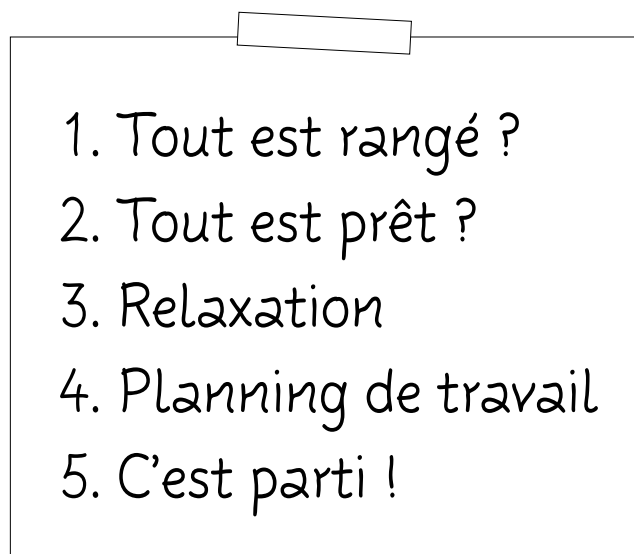 1. Tout est rangé ?
2. Tout est prêt ?
3. Relaxation
4. Planning de travail
5. C'est parti !